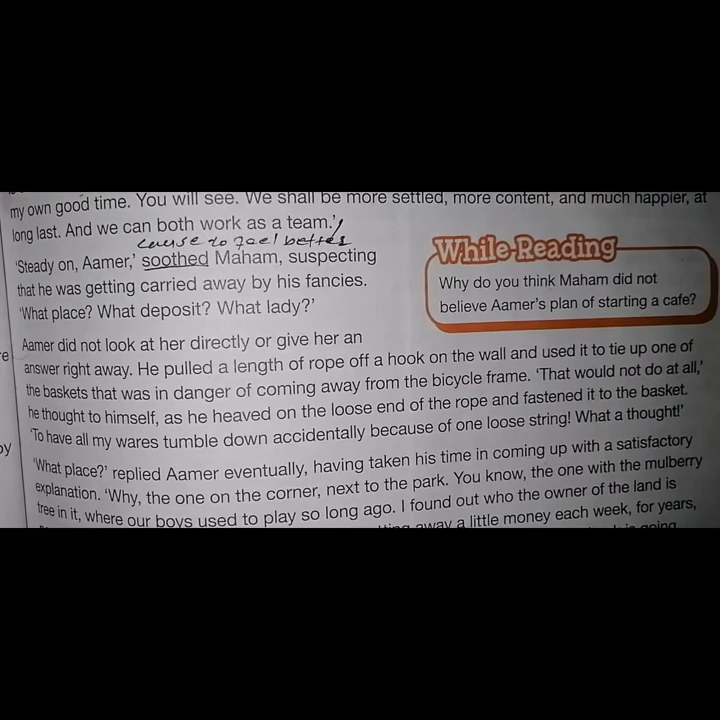 my own good time. You will see. We shall be more settled, more content, and much happier, at
long last. And we can both work as a team.'
cause to feel better
'Steady on, Aamer,' soothed Maham, suspecting
that he was getting carried away by his fancies.
'What place? What deposit? What lady?'
While-Reading
Why do you think Maham did not
believe Aamer's plan of starting a cafe?
Aamer did not look at her directly or give her an
re
answer right away. He pulled a length of rope off a hook on the wall and used it to tie up one of
the baskets that was in danger of coming away from the bicycle frame. 'That would not do at all,'
he thought to himself, as he heaved on the loose end of the rope and fastened it to the basket.
'To have all my wares tumble down accidentally because of one loose string! What a thought!'
by
'What place?' replied Aamer eventually, having taken his time in coming up with a satisfactory
explanation. 'Why, the one on the corner, next to the park. You know, the one with the mulberry
tree in it, where our boys used to play so long ago. I found out who the owner of the land is
away a little money each week, for years,
is going